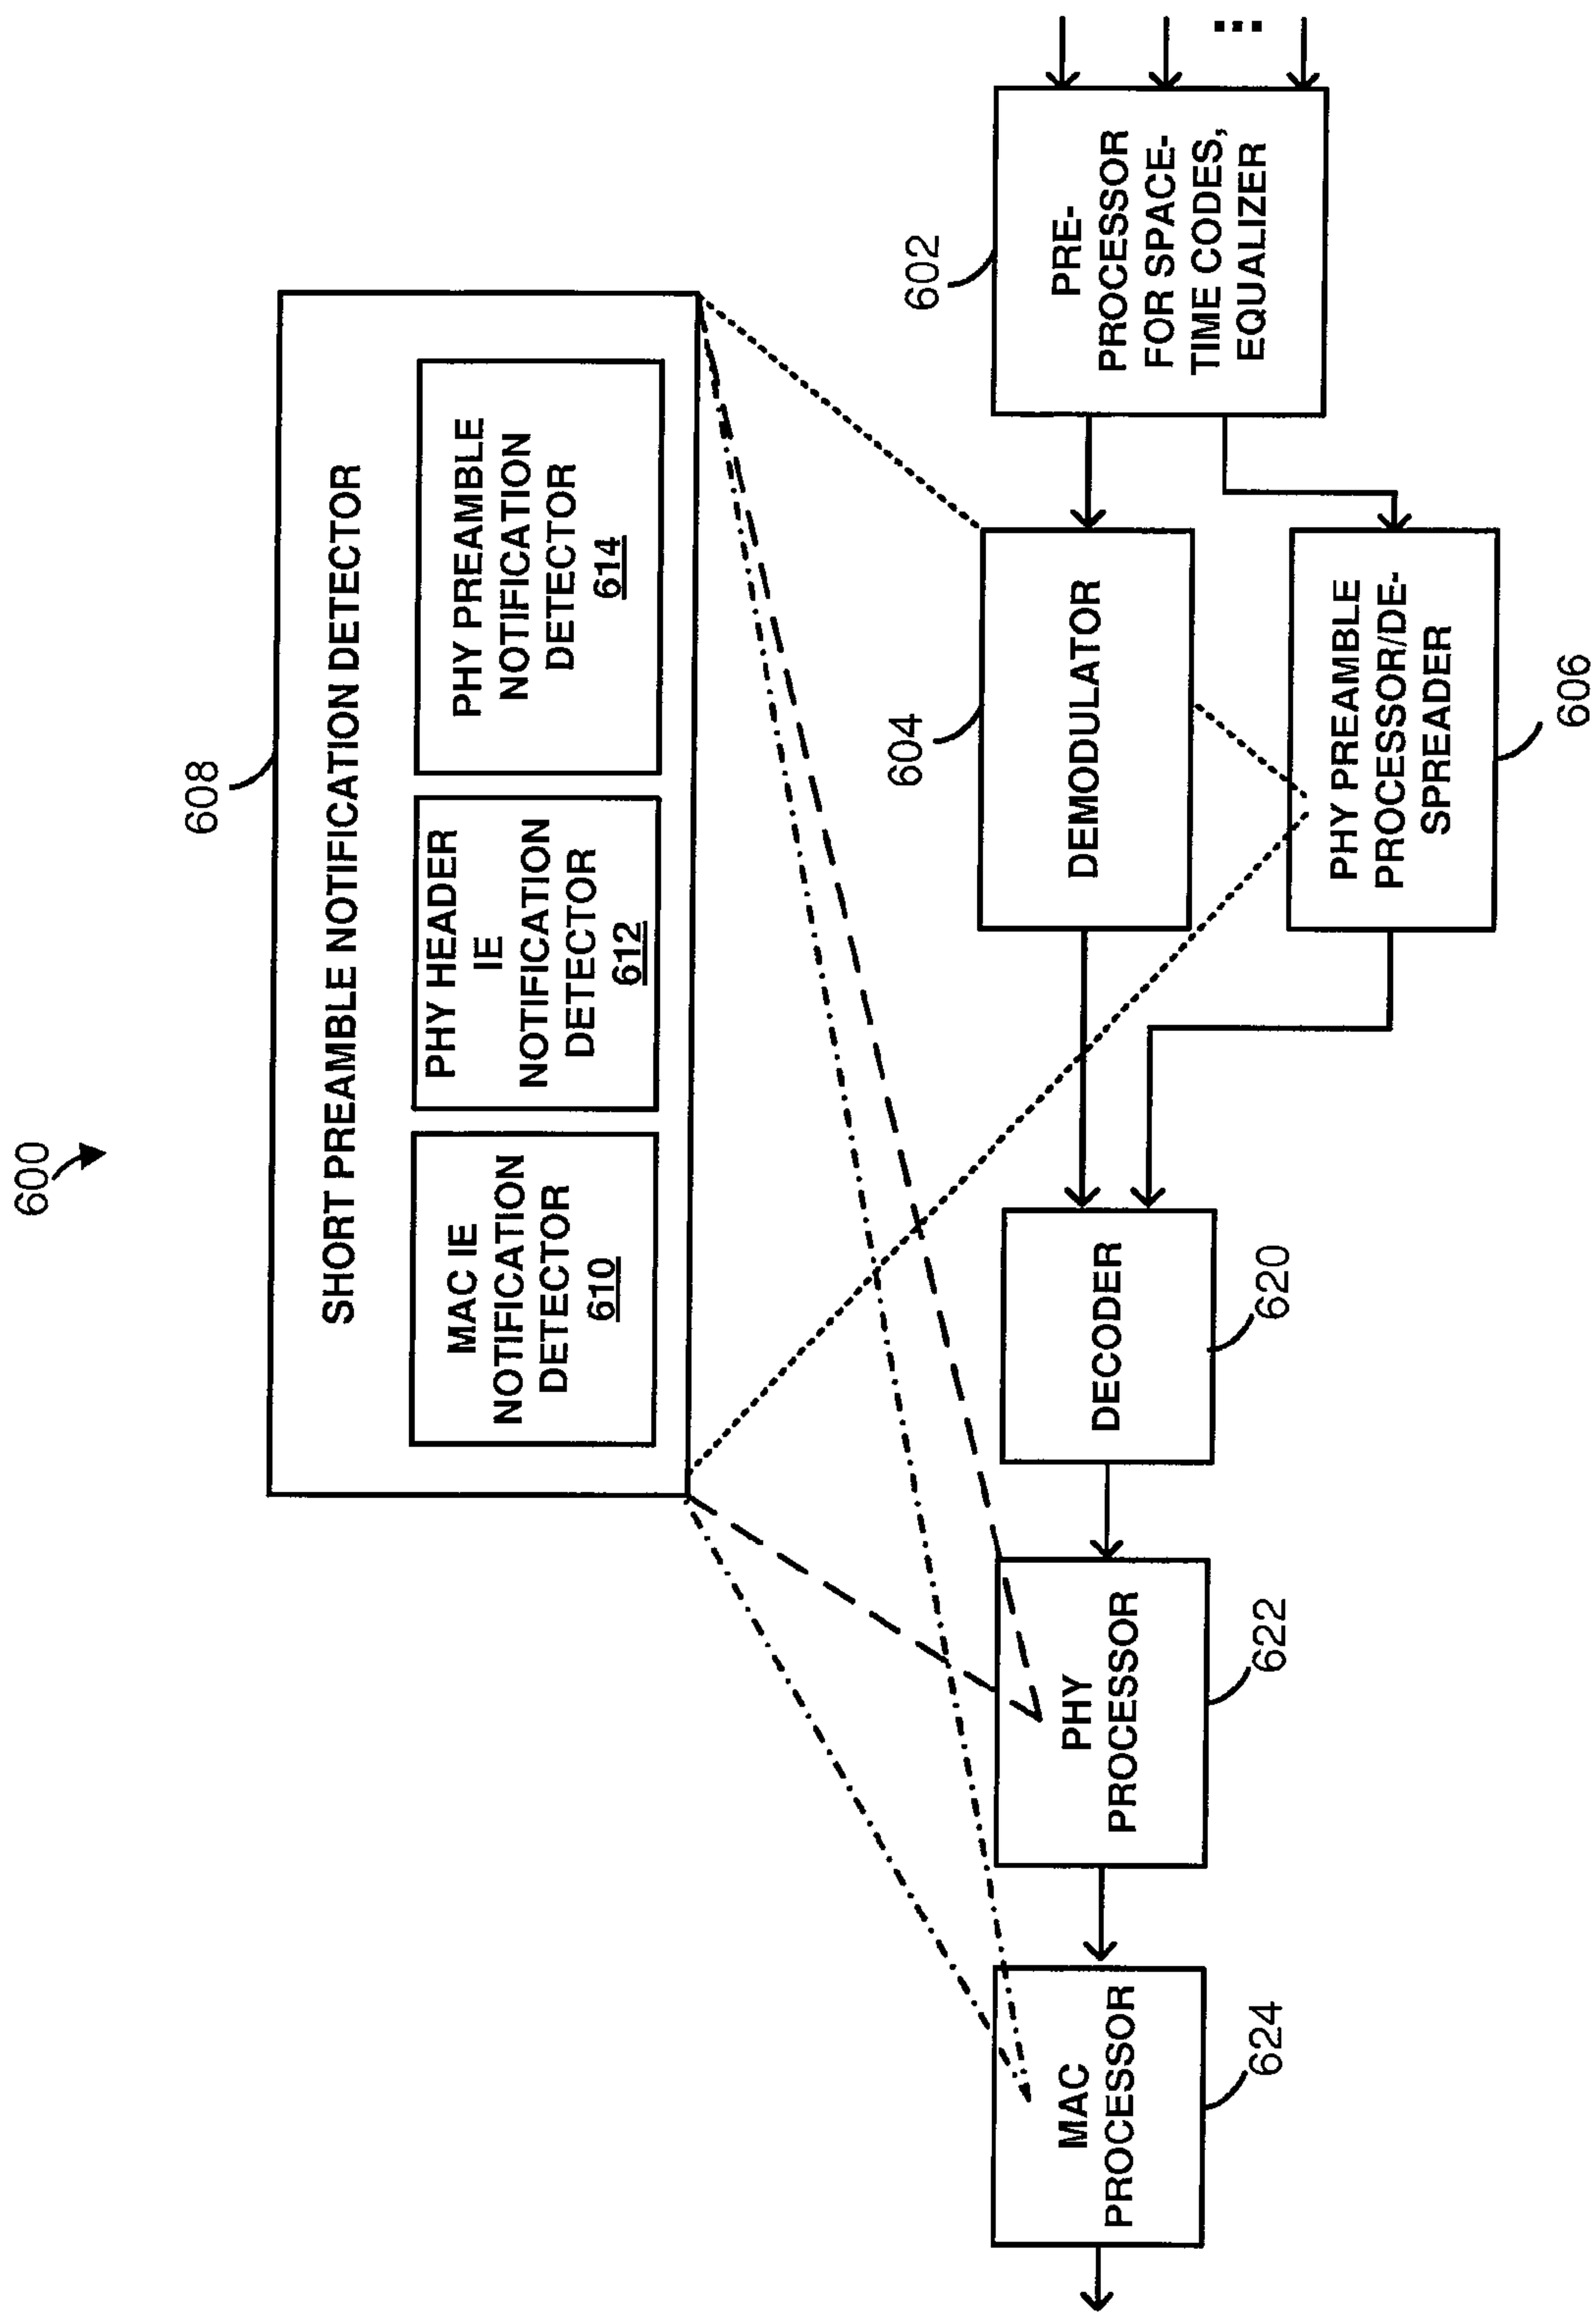 600
608
SHORT PREAMBLE NOTIFICATION DETECTOR
MAC IE
NOTIFICATION
DETECTOR
610
PHY HEADER
IE
NOTIFICATION
DETECTOR
612
PHY PREAMBLE
NOTIFICATION
DETECTOR
614
602
PRE-
PROCESSOR
FOR SPACE-
TIME CODES,
EQUALIZER
604
DEMODULATOR
PHY PREAMBLE
PROCESSOR/DE-
SPREADER
606
DECODER
620
PHY
PROCESSOR
622
MAC
PROCESSOR
624